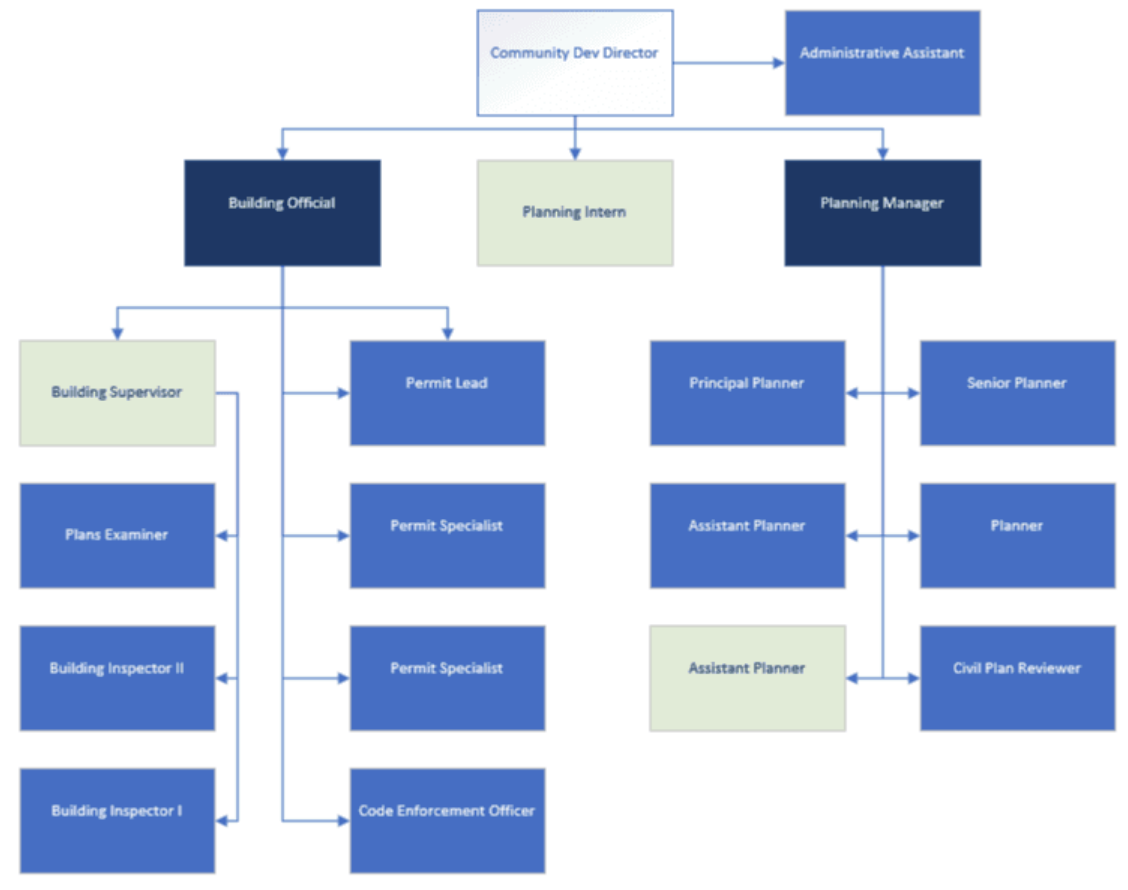 Community Dev Director
Administrative Assistant
Building Official
Planning Intern
Planning Manager
Building Supervisor
Permit Lead
Principal Planner
Senior Planner
Plans Examiner
Permit Specialist
Assistant Planner
Planner
Building Inspector II
Permit Specialist
Assistant Planner
Civil Plan Reviewer
Building Inspector I
Code Enforcement Officer